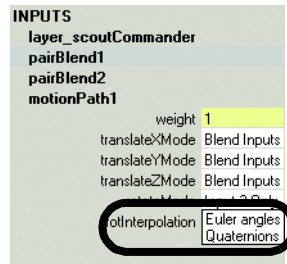 INPUTS
layer_scoutCommander
pairBlend1
pairBlend2
motionPath1
weight 1
translateXMode Blend Inputs
translateYMode Blend Inputs
translateZMode Blend Inputs
rotInterpolation Euler angles
Quaternions